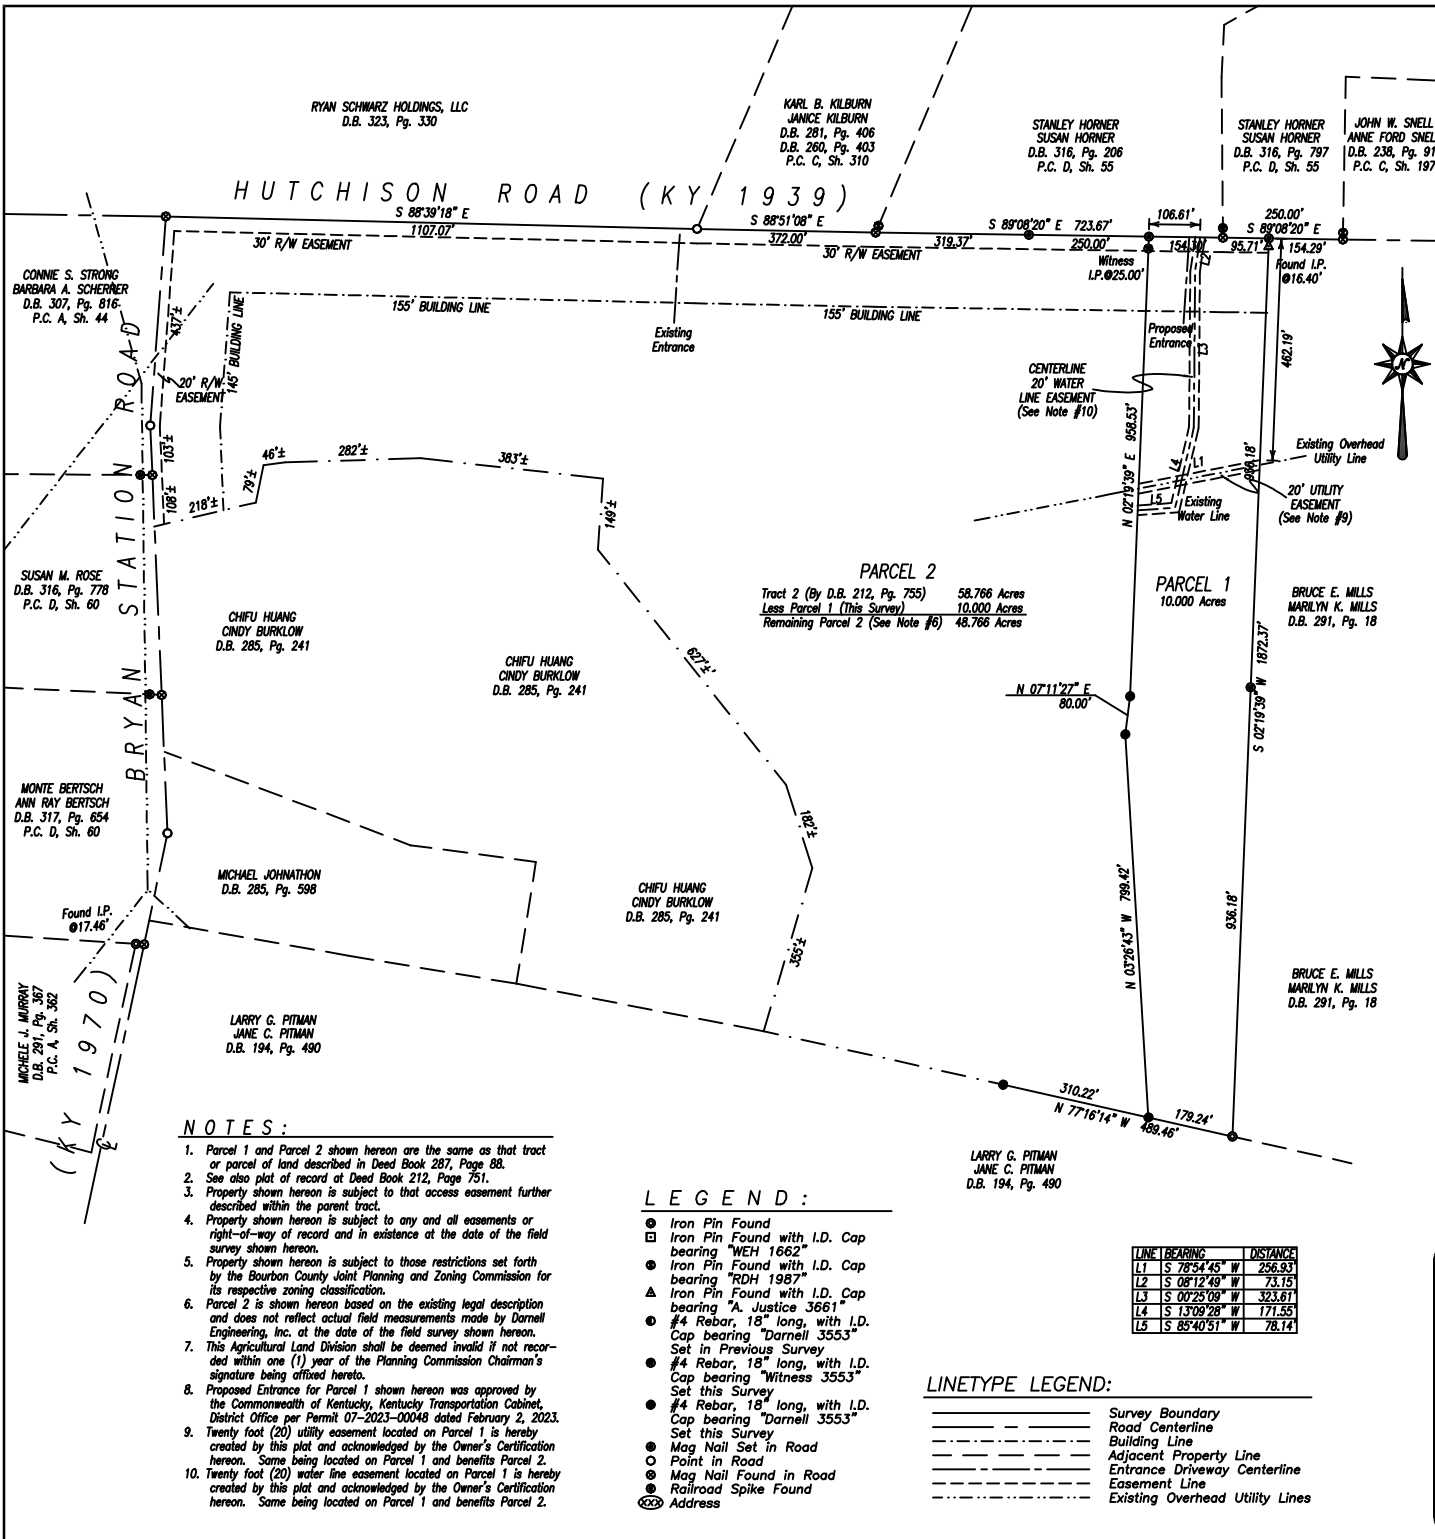 RYAN SCHWARZ HOLDINGS, LLC
D.B. 323, Pg. 330
KARL B. KILBURN
JANICE KILBURN
D.B. 281, Pg. 406
D.B. 260, Pg. 403
P.C. C, Sh. 310
STANLEY HORNER
SUSAN HORNER
D.B. 316, Pg. 206
P.C. D, Sh. 55
STANLEY HORNER
SUSAN HORNER
D.B. 316, Pg. 797
P.C. D, Sh. 55
JOHN W. SNELL
ANNE FORD SNEL
D.B. 238, Pg. 91
P.C. C, Sh. 197
HUTCHISON ROAD (KY 1939)
S 88°39'18" E
1107.07'
30' R/W EASEMENT
S 88°51'08" E
372.00'
319.37'
30' R/W EASEMENT
S 89°08'20" E 723.67'
250.00'
106.61'
154.30'
95.71'
250.00'
S 89°08'20" E
154.29'
Witness
I.P.@25.00'
Found I.P.
@16.40'
CONNIE S. STRONG
BARBARA A. SCHERRER
D.B. 307, Pg. 816
P.C. A, Sh. 44
437'±
20' R/W
EASEMENT
145' BUILDING LINE
155' BUILDING LINE
155' BUILDING LINE
Existing
Entrance
Proposed
Entrance
L2
L3
462.19'
N
CENTERLINE
20' WATER
LINE EASEMENT
(See Note #10)
N 02°19'39" E 958.53'
103'±
108'±
218'±
79'±
46'±
282'±
383'±
149'±
L4
L1
L5
936.18'
Existing Overhead
Utility Line
20' UTILITY
EASEMENT
(See Note #9)
Existing
Water Line
BRYAN STATION ROAD
SUSAN M. ROSE
D.B. 316, Pg. 778
P.C. D, Sh. 60
CHIFU HUANG
CINDY BURKLOW
D.B. 285, Pg. 241
CHIFU HUANG
CINDY BURKLOW
D.B. 285, Pg. 241
PARCEL 2
Tract 2 (By D.B. 212, Pg. 755) 58.766 Acres
Less Parcel 1 (This Survey) 10.000 Acres
Remaining Parcel 2 (See Note #6) 48.766 Acres
PARCEL 1
10.000 Acres
BRUCE E. MILLS
MARILYN K. MILLS
D.B. 291, Pg. 18
627'±
N 07°11'27" E
80.00'
S 02°19'39" W 1872.37'
MONTE BERTSCH
ANN RAY BERTSCH
D.B. 317, Pg. 654
P.C. D, Sh. 60
182'±
MICHAEL JOHNATHON
D.B. 285, Pg. 598
CHIFU HUANG
CINDY BURKLOW
D.B. 285, Pg. 241
355'±
N 03°26'43" W 799.42'
936.18'
Found I.P.
@17.46'
BRUCE E. MILLS
MARILYN K. MILLS
D.B. 291, Pg. 18
MICHELE J. MURRAY
D.B. 291, Pg. 367
P.C. A, Sh. 362
(KY 1970)
LARRY G. PITMAN
JANE C. PITMAN
D.B. 194, Pg. 490
310.22'
N 77°16'14" W
489.46'
179.24'
LARRY G. PITMAN
JANE C. PITMAN
D.B. 194, Pg. 490
NOTES:
1. Parcel 1 and Parcel 2 shown hereon are the same as that tract
or parcel of land described in Deed Book 287, Page 88.
2. See also plat of record at Deed Book 212, Page 751.
3. Property shown hereon is subject to that access easement further
described within the parent tract.
4. Property shown hereon is subject to any and all easements or
right-of-way of record and in existence at the date of the field
survey shown hereon.
5. Property shown hereon is subject to those restrictions set forth
by the Bourbon County Joint Planning and Zoning Commission for
its respective zoning classification.
6. Parcel 2 is shown hereon based on the existing legal description
and does not reflect actual field measurements made by Darnell
Engineering, Inc. at the date of the field survey shown hereon.
7. This Agricultural Land Division shall be deemed invalid if not recor-
ded within one (1) year of the Planning Commission Chairman's
signature being affixed hereto.
8. Proposed Entrance for Parcel 1 shown hereon was approved by
the Commonwealth of Kentucky, Kentucky Transportation Cabinet,
District Office per Permit 07-2023-00048 dated February 2, 2023.
9. Twenty foot (20) utility easement located on Parcel 1 is hereby
created by this plat and acknowledged by the Owner's Certification
hereon. Same being located on Parcel 1 and benefits Parcel 2.
10. Twenty foot (20) water line easement located on Parcel 1 is hereby
created by this plat and acknowledged by the Owner's Certification
hereon. Same being located on Parcel 1 and benefits Parcel 2.
LEGEND:
Iron Pin Found
Iron Pin Found with I.D. Cap
bearing "WEH 1662"
Iron Pin Found with I.D. Cap
bearing "RDH 1987"
Iron Pin Found with I.D. Cap
bearing "A. Justice 3661"
#4 Rebar, 18" long, with I.D.
Cap bearing "Darnell 3553"
Set in Previous Survey
#4 Rebar, 18" long, with I.D.
Cap bearing "Witness 3553"
Set this Survey
#4 Rebar, 18" long, with I.D.
Cap bearing "Darnell 3553"
Set this Survey
Mag Nail Set in Road
Point in Road
Mag Nail Found in Road
Railroad Spike Found
XXX Address
LINE BEARING DISTANCE
L1 S 78°54'45" W 256.93'
L2 S 08°12'49" W 73.15'
L3 S 00°25'09" W 323.61'
L4 S 13°09'28" W 171.55'
L5 S 85°40'51" W 78.14'
LINETYPE LEGEND:
Survey Boundary
Road Centerline
Building Line
Adjacent Property Line
Entrance Driveway Centerline
Easement Line
Existing Overhead Utility Lines